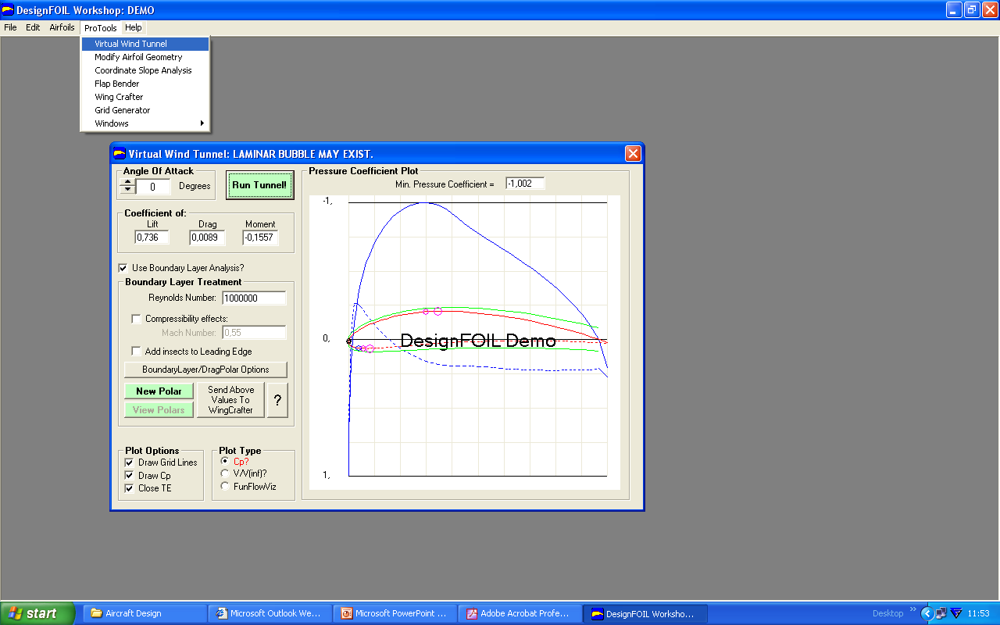 DesignFOIL Workshop: DEMO
File Edit Airfoils ProTools Help
Virtual Wind Tunnel
Modify Airfoil Geometry
Coordinate Slope Analysis
Flap Bender
Wing Crafter
Grid Generator
Windows
Virtual Wind Tunnel: LAMINAR BUBBLE MAY EXIST.
Angle Of Attack
0 Degrees
Run Tunnel!
Coefficient of:
Lift Drag Moment
0,736 0,0089 -0,1557
Use Boundary Layer Analysis?
Boundary Layer Treatment
Reynolds Number: 1000000
Compressibility effects:
Mach Number: 0,55
Add insects to Leading Edge
BoundaryLayer/DragPolar Options
New Polar
View Polars
Send Above
Values To
WingCrafter
?
Plot Options
Draw Grid Lines
Draw Cp
Close TE
Plot Type
Cp?
V/V(inf)?
FunFlowViz
Pressure Coefficient Plot
Min. Pressure Coefficient = -1,002
-1,
0,
DesignFOIL Demo
1,
start
Aircraft Design
Microsoft Outlook We...
Microsoft PowerPoint ...
Adobe Acrobat Profe...
DesignFOIL Worksho...
Desktop
11:53